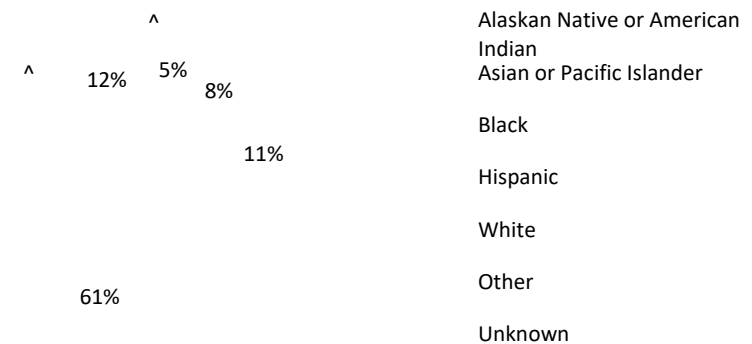 ^
^
12%
5%
8%
11%
61%
Alaskan Native or American
Indian
Asian or Pacific Islander
Black
Hispanic
White
Other
Unknown